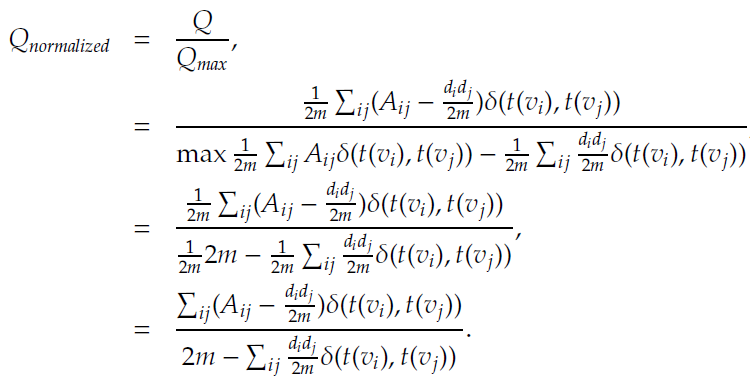 Q_{normalized} = \frac{Q}{Q_{max}},
= \frac{\frac{1}{2m} \sum_{ij} (A_{ij} - \frac{d_i d_j}{2m}) \delta(t(v_i), t(v_j))}{\max \frac{1}{2m} \sum_{ij} A_{ij} \delta(t(v_i), t(v_j)) - \frac{1}{2m} \sum_{ij} \frac{d_i d_j}{2m} \delta(t(v_i), t(v_j))}
= \frac{\frac{1}{2m} \sum_{ij} (A_{ij} - \frac{d_i d_j}{2m}) \delta(t(v_i), t(v_j))}{\frac{1}{2m} 2m - \frac{1}{2m} \sum_{ij} \frac{d_i d_j}{2m} \delta(t(v_i), t(v_j))},
= \frac{\sum_{ij} (A_{ij} - \frac{d_i d_j}{2m}) \delta(t(v_i), t(v_j))}{2m - \sum_{ij} \frac{d_i d_j}{2m} \delta(t(v_i), t(v_j))}.